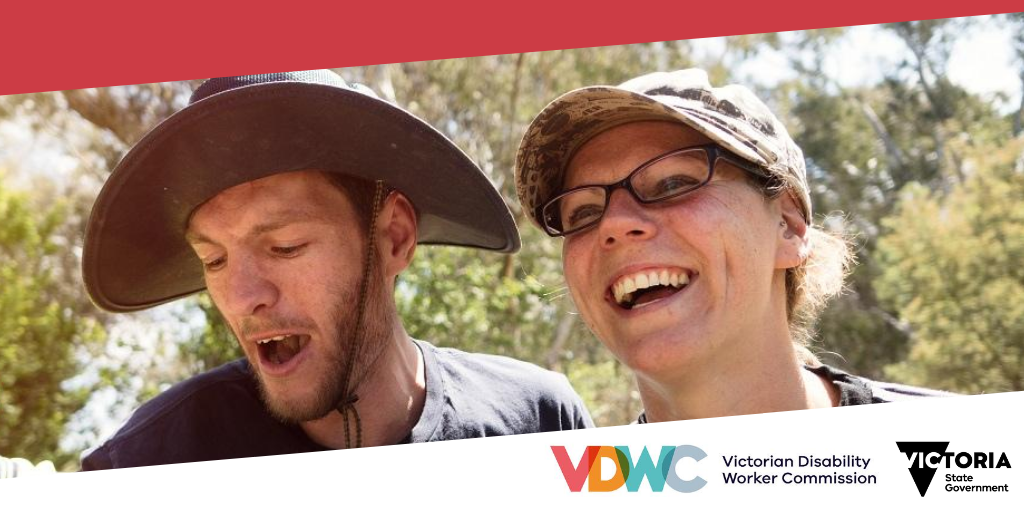 VDWC
Victorian Disability
Worker Commission
VICTORIA
State
Government